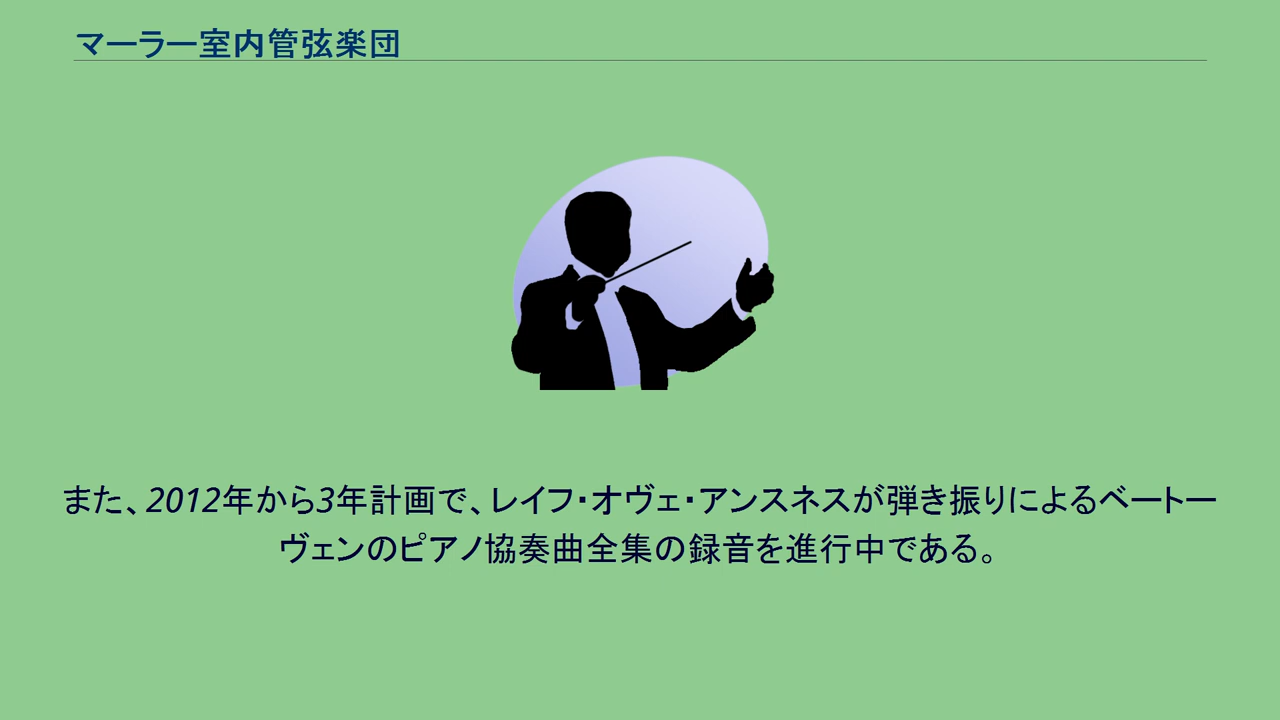 マーラー室内管弦楽団
また、2012年から3年計画で、レイフ・オヴェ・アンスネスが弾き振りによるベートー
ヴェンのピアノ協奏曲全集の録音を進行中である。